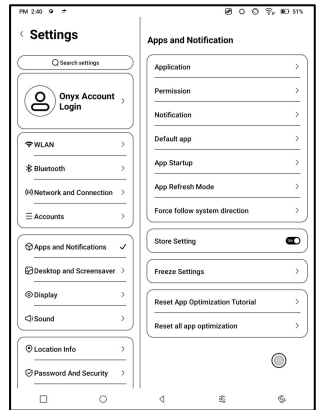 PM 2:40
51%
Settings
Search settings
Onyx Account
Login
WLAN
Bluetooth
Network and Connection
Accounts
Apps and Notifications
Desktop and Screensaver
Display
Sound
Location Info
Password And Security
Apps and Notification
Application
Permission
Notification
Default app
App Startup
App Refresh Mode
Force follow system direction
Store Setting
Freeze Settings
Reset App Optimization Tutorial
Reset all app optimization